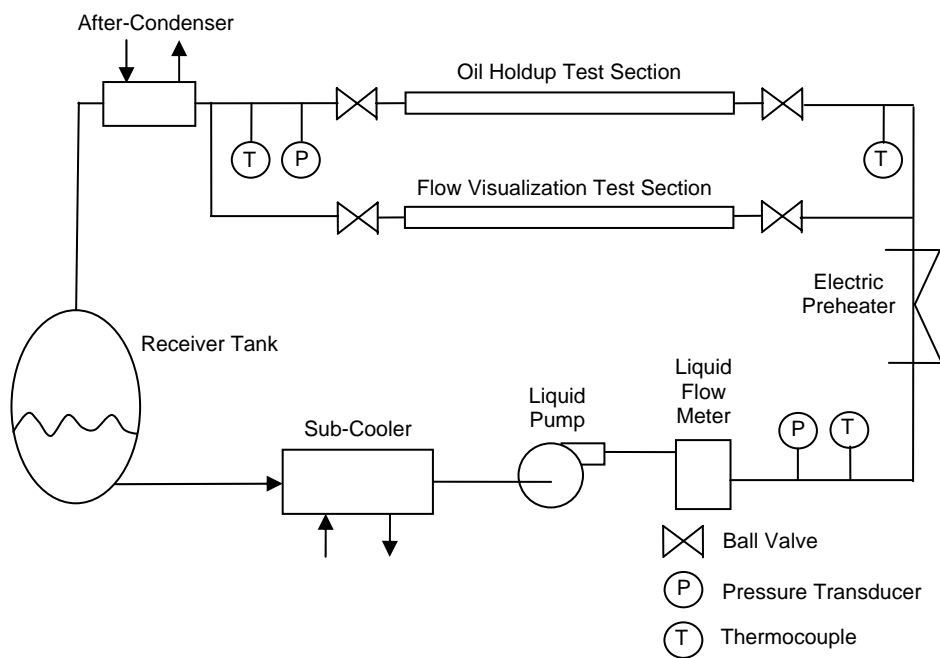 After-Condenser
Oil Holdup Test Section
T
P
T
Flow Visualization Test Section
Electric
Preheater
Receiver Tank
Liquid
Flow
Meter
Liquid
Pump
Sub-Cooler
P
T
Ball Valve
P
Pressure Transducer
T
Thermocouple